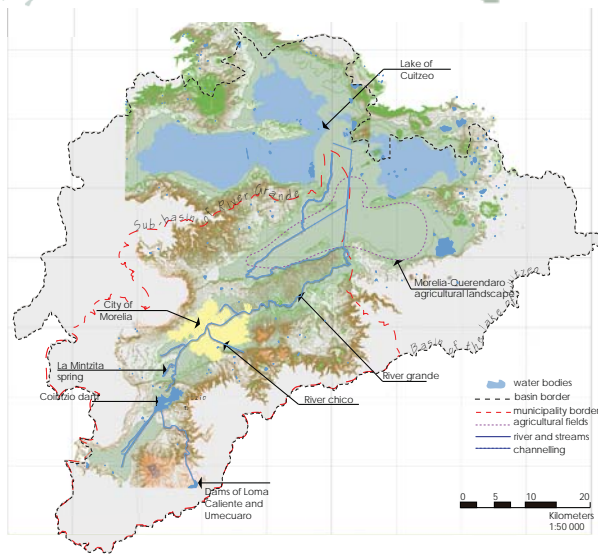 Lake of
Cuitzeo
Sub-basin of River Grande
Morelia-Querendaro
agricultural landscape
Basin of the lake of Cuitzeo
City of
Morelia
La Mintzita
spring
Cointzio dam
River grande
River chico
Dams of Loma
Caliente and
Umecuaro
water bodies
basin border
municipality border
agricultural fields
river and streams
channelling
0 5 10 20
Kilometers
1:50 000